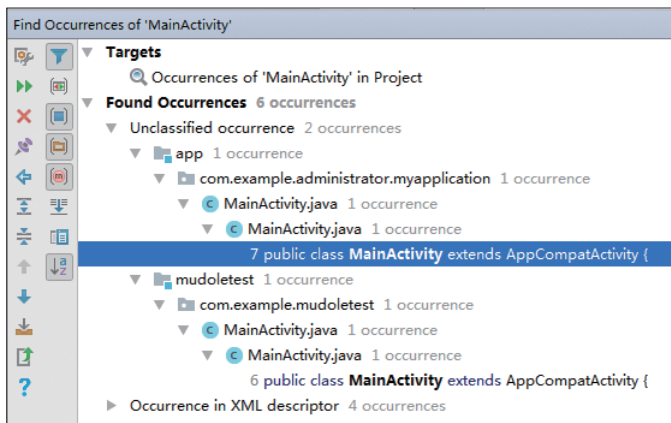 Find Occurrences of 'MainActivity'
Targets
Occurrences of 'MainActivity' in Project
Found Occurrences 6 occurrences
Unclassified occurrence 2 occurrences
app 1 occurrence
com.example.administrator.myapplication 1 occurrence
MainActivity.java 1 occurrence
MainActivity.java 1 occurrence
7 public class MainActivity extends AppCompatActivity {
mudoletest 1 occurrence
com.example.mudoletest 1 occurrence
MainActivity.java 1 occurrence
MainActivity.java 1 occurrence
6 public class MainActivity extends AppCompatActivity {
Occurrence in XML descriptor 4 occurrences